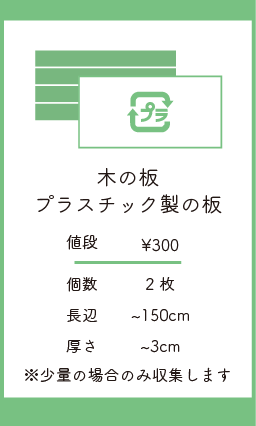 プラ
木の板
プラスチック製の板
値段 ¥300
個数 2 枚
長辺 ~150cm
厚さ ~3cm
※少量の場合のみ収集します